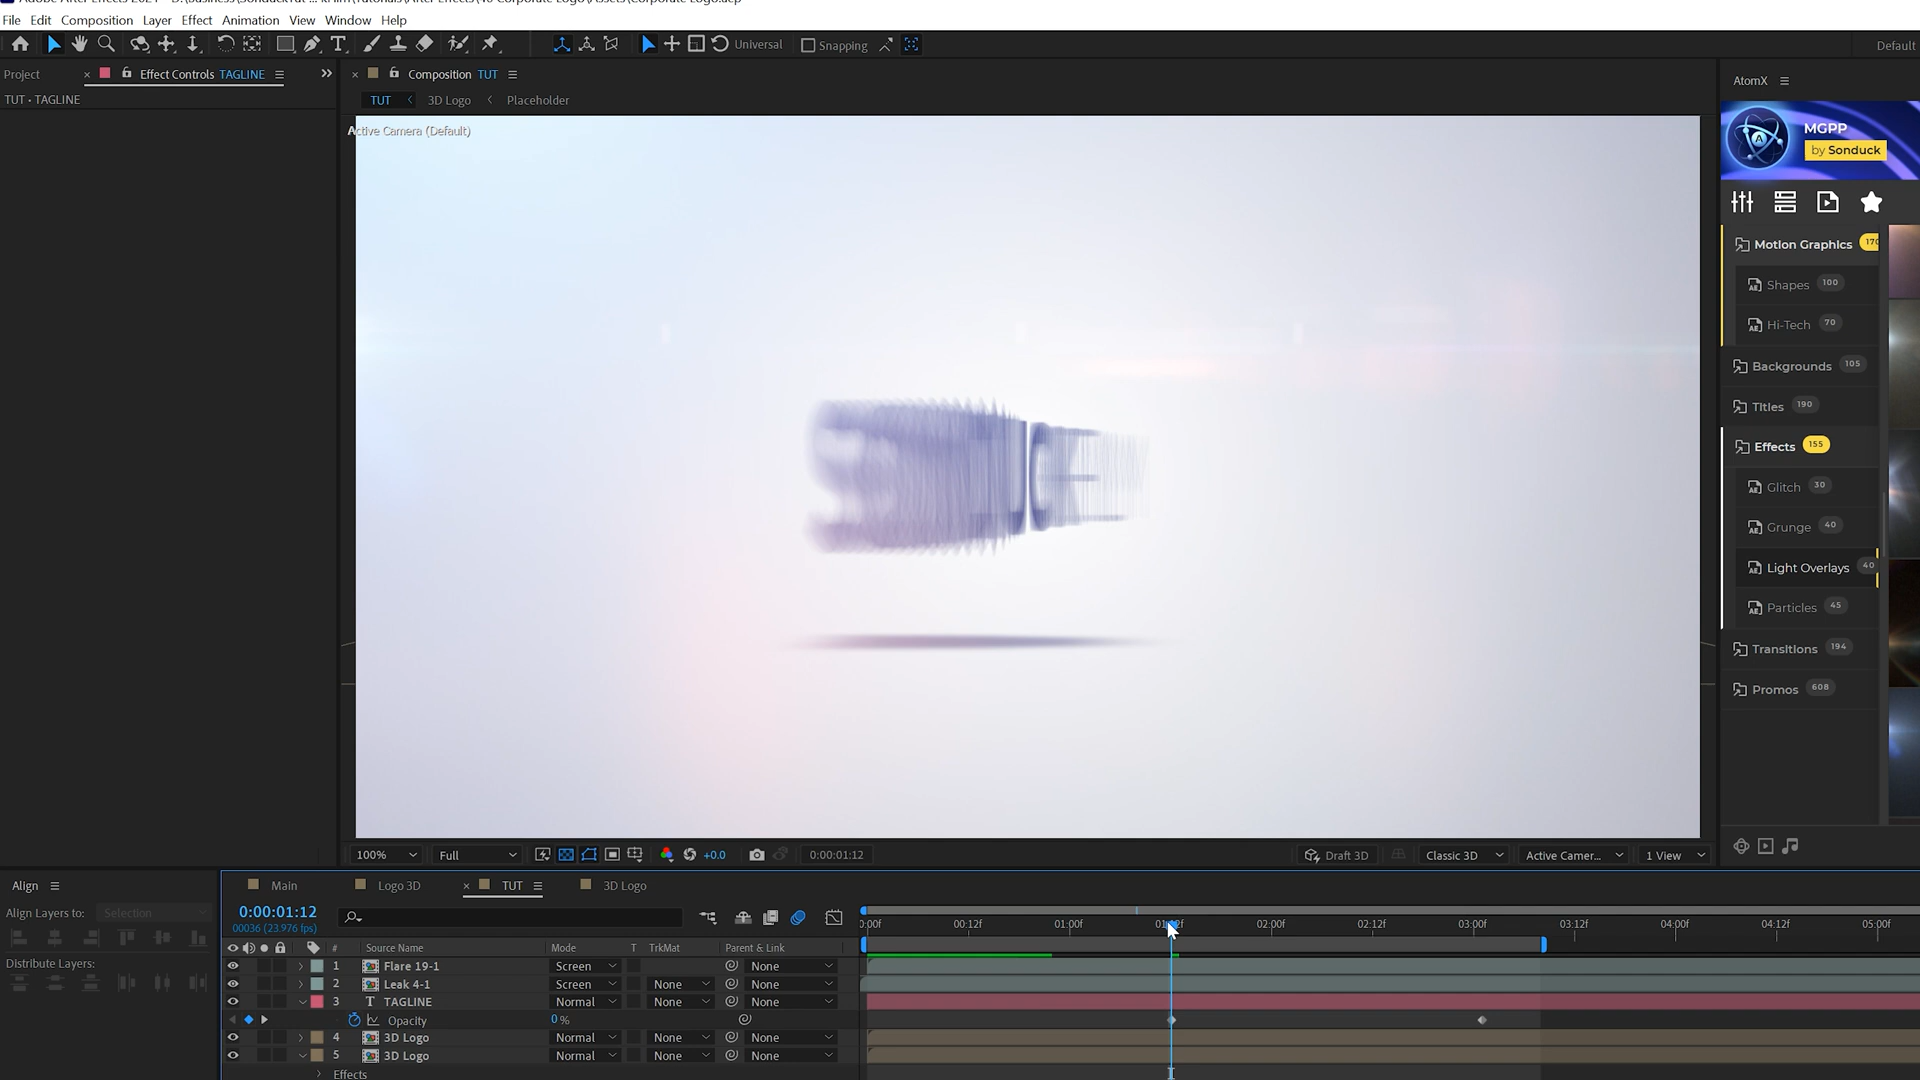 File Edit Composition Layer Effect Animation View Window Help
Universal Snapping Default
Project Effect Controls TAGLINE Composition TUT AtomX
TUT • TAGLINE
TUT 3D Logo Placeholder
Active Camera (Default)
MGPP
by Sonduck
Motion Graphics 170
Shapes 100
Hi-Tech 70
Backgrounds 105
Titles 190
Effects 155
Glitch 30
Grunge 40
Light Overlays 40
Particles 45
Transitions 194
Promos 608
100% Full +0.0 0:00:01:12 Draft 3D Classic 3D Active Camer... 1 View
Align Main Logo 3D TUT 3D Logo
Align Layers to: Selection
0:00:01:12
00036 (23.976 fps)
00:12f 01:00f 02:00f 02:12f 03:00f 03:12f 04:00f 04:12f 05:00f
# Source Name Mode T TrkMat Parent & Link
Distribute Layers:
1 Flare 19-1 Screen None
2 Leak 4-1 Screen None None
3 T TAGLINE Normal None None
Opacity 0 %
4 3D Logo Normal None None
5 3D Logo Normal None None
Effects